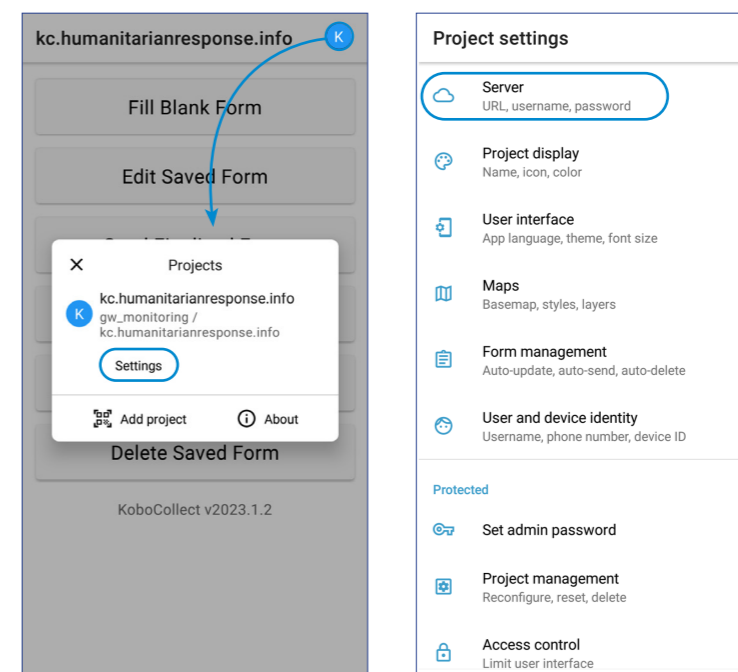 kc.humanitarianresponse.info
K
Fill Blank Form
Edit Saved Form
Projects
K
kc.humanitarianresponse.info
gw_monitoring /
kc.humanitarianresponse.info
Settings
Add project
About
Delete Saved Form
KoboCollect v2023.1.2
Project settings
Server
URL, username, password
Project display
Name, icon, color
User interface
App language, theme, font size
Maps
Basemap, styles, layers
Form management
Auto-update, auto-send, auto-delete
User and device identity
Username, phone number, device ID
Protected
Set admin password
Project management
Reconfigure, reset, delete
Access control
Limit user interface